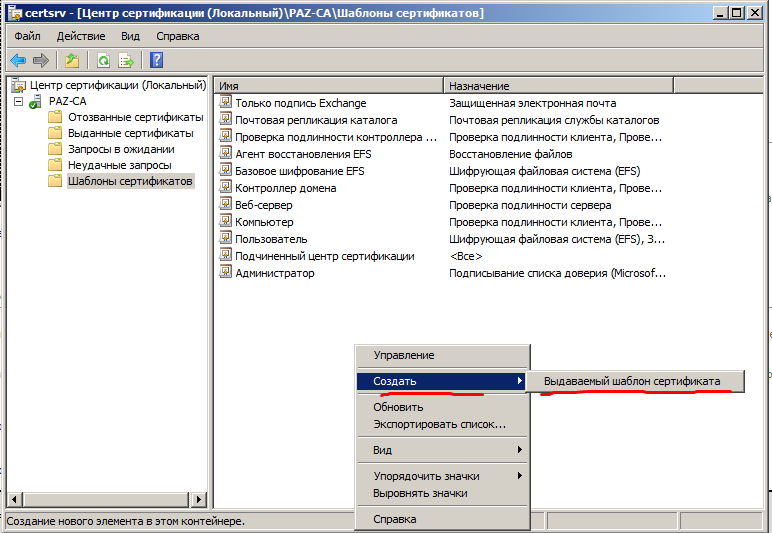 certsrv - [Центр сертификации (Локальный)\PAZ-CA\Шаблоны сертификатов]
Файл Действие Вид Справка
Центр сертификации (Локальный)
PAZ-CA
Отозванные сертификаты
Выданные сертификаты
Запросы в ожидании
Неудачные запросы
Шаблоны сертификатов
Имя Назначение
Только подпись Exchange Защищенная электронная почта
Почтовая репликация каталога Почтовая репликация службы каталогов
Проверка подлинности контроллера ... Проверка подлинности клиента, Прове...
Агент восстановления EFS Восстановление файлов
Базовое шифрование EFS Шифрующая файловая система (EFS)
Контроллер домена Проверка подлинности клиента, Прове...
Веб-сервер Проверка подлинности сервера
Компьютер Проверка подлинности клиента, Прове...
Пользователь Шифрующая файловая система (EFS), З...
Подчиненный центр сертификации <Все>
Администратор Подписывание списка доверия (Microsof...
Управление
Создать
Выдаваемый шаблон сертификата
Обновить
Экспортировать список...
Вид
Упорядочить значки
Выровнять значки
Справка
Создание нового элемента в этом контейнере.